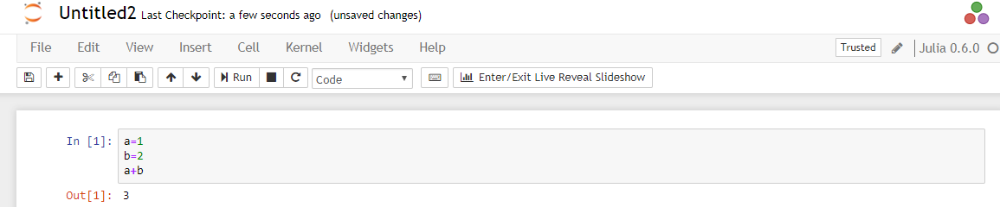 Untitled2 Last Checkpoint: a few seconds ago (unsaved changes)
File Edit View Insert Cell Kernel Widgets Help Trusted Julia 0.6.0
Run Code Enter/Exit Live Reveal Slideshow
In [1]: a=1
b=2
a+b
Out[1]: 3